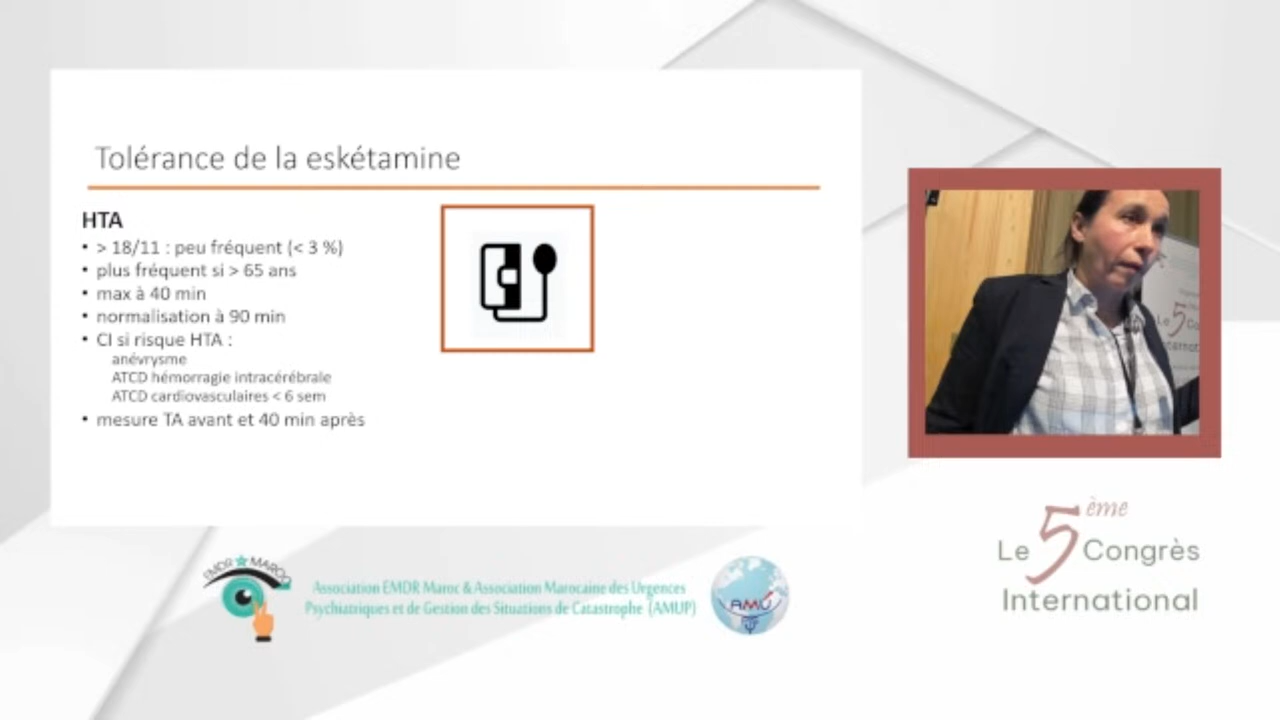 Tolérance de la eskétamine
HTA
• > 18/11 : peu fréquent (< 3 %)
• plus fréquent si > 65 ans
• max à 40 min
• normalisation à 90 min
• CI si risque HTA :
anévrysme
ATCD hémorragie intracérébrale
ATCD cardiovasculaires < 6 sem
• mesure TA avant et 40 min après
EMDR MAROC
Association EMDR Maroc & Association Marocaine des Urgences
Psychiatriques et de Gestion des Situations de Catastrophe (AMUP)
AMU
Le 5ème Congrès
International